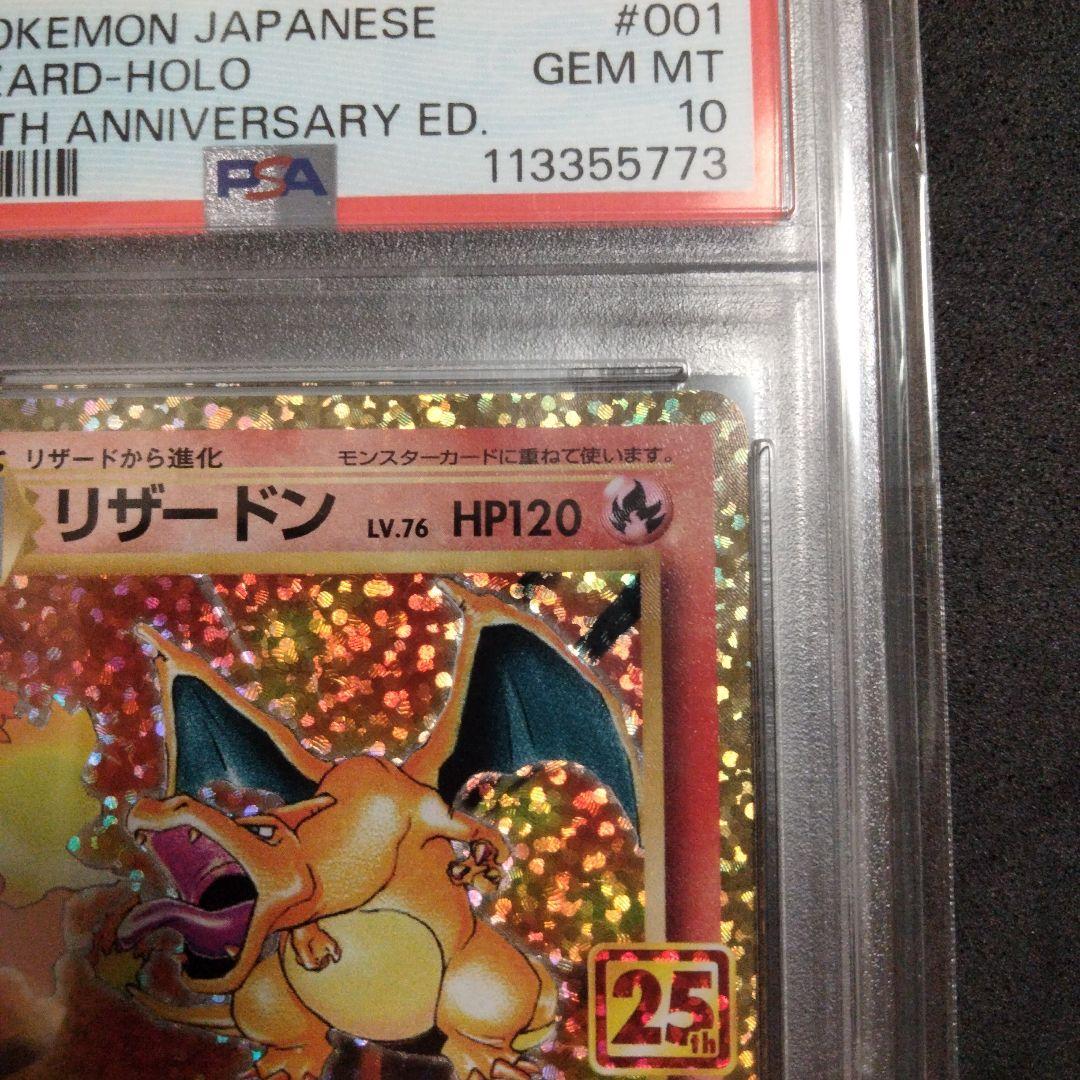 OKEMON JAPANESE #001
ZARD-HOLO GEM MT
TH ANNIVERSARY ED. 10
PSA 113355773
リザードから進化 モンスターカードに重ねて使います。
リザードン LV.76 HP120
25th